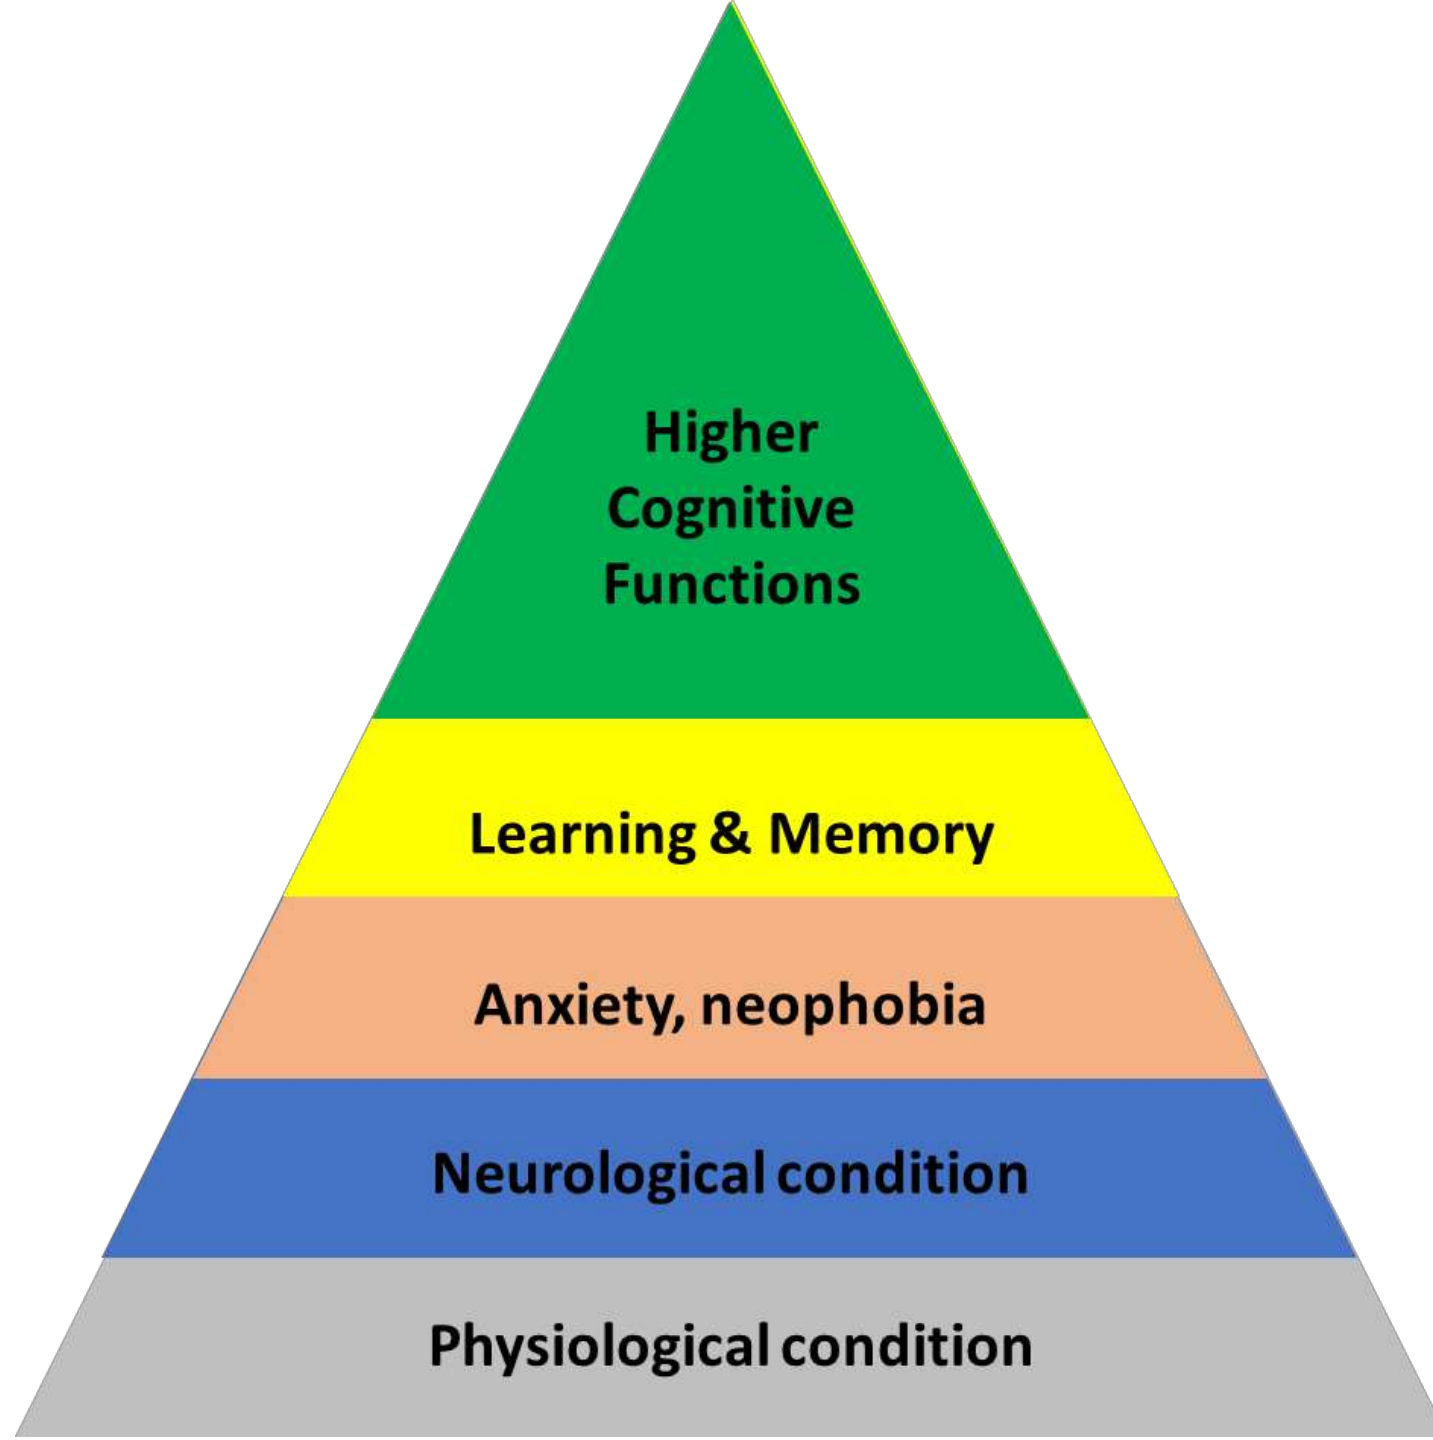 Higher
Cognitive
Functions
Learning & Memory
Anxiety, neophobia
Neurological condition
Physiological condition